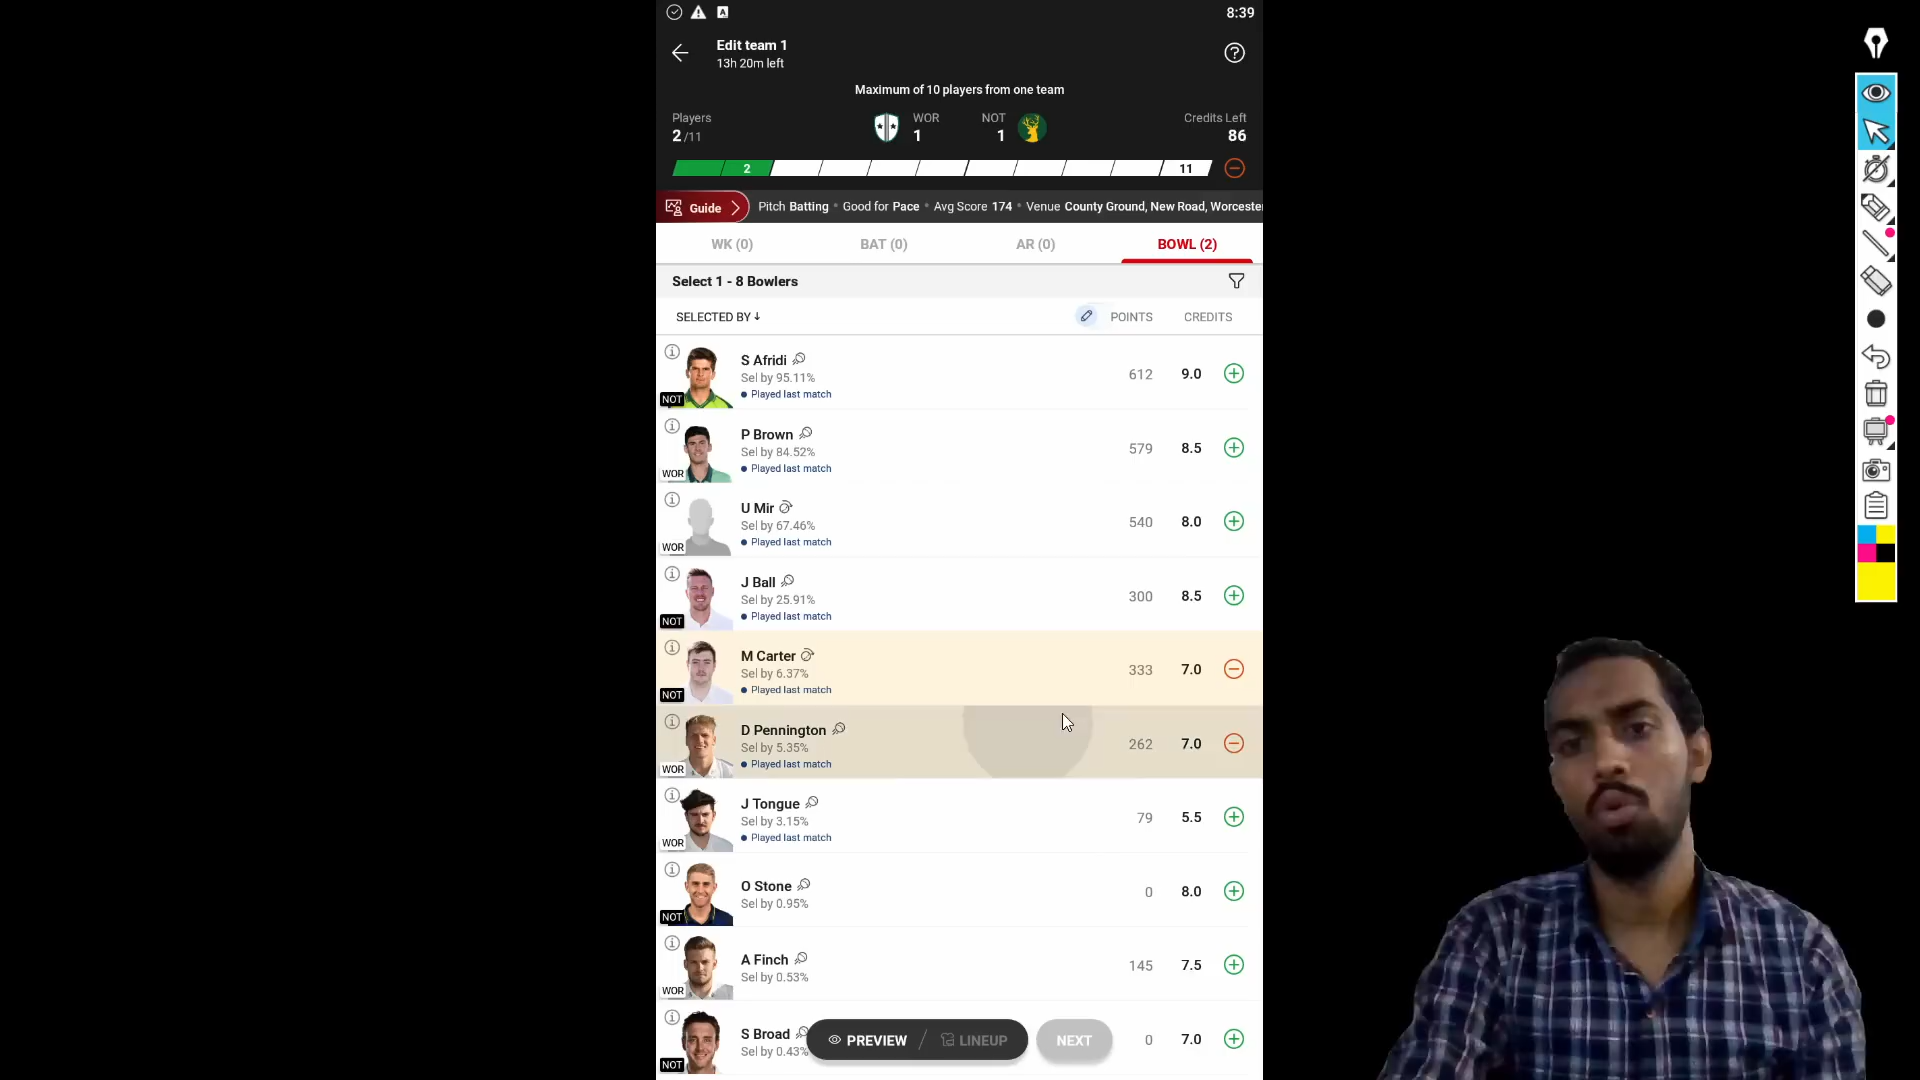 8:39
Edit team 1
13h 20m left
Maximum of 10 players from one team
Players
2 /11
WOR
1
NOT
1
Credits Left
86
2
11
Guide
Pitch Batting • Good for Pace • Avg Score 174 • Venue County Ground, New Road, Worcester
WK (0)
BAT (0)
AR (0)
BOWL (2)
Select 1 - 8 Bowlers
SELECTED BY ↓
POINTS
CREDITS
S Afridi
Sel by 95.11%
Played last match
NOT
612
9.0
P Brown
Sel by 84.52%
Played last match
WOR
579
8.5
U Mir
Sel by 67.46%
Played last match
WOR
540
8.0
J Ball
Sel by 25.91%
Played last match
NOT
300
8.5
M Carter
Sel by 6.37%
Played last match
NOT
333
7.0
D Pennington
Sel by 5.35%
Played last match
WOR
262
7.0
J Tongue
Sel by 3.15%
Played last match
WOR
79
5.5
O Stone
Sel by 0.95%
NOT
0
8.0
A Finch
Sel by 0.53%
WOR
145
7.5
S Broad
Sel by 0.43%
NOT
0
7.0
PREVIEW
LINEUP
NEXT